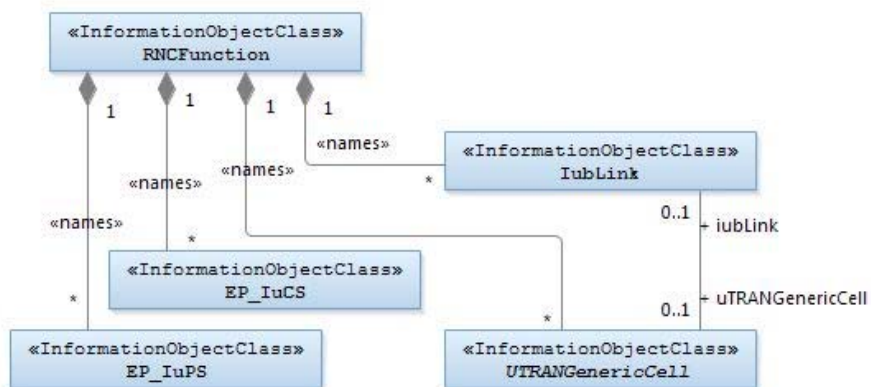 «InformationObjectClass»
RNCFunction
1
1
1
1
«names»
«InformationObjectClass»
IubLink
«names»
«names»
*
0..1
+ iubLink
«names»
*
«InformationObjectClass»
EP_IuCS
*
+ uTRANGenericCell
0..1
*
«InformationObjectClass»
EP_IuPS
«InformationObjectClass»
UTRANGenericCell